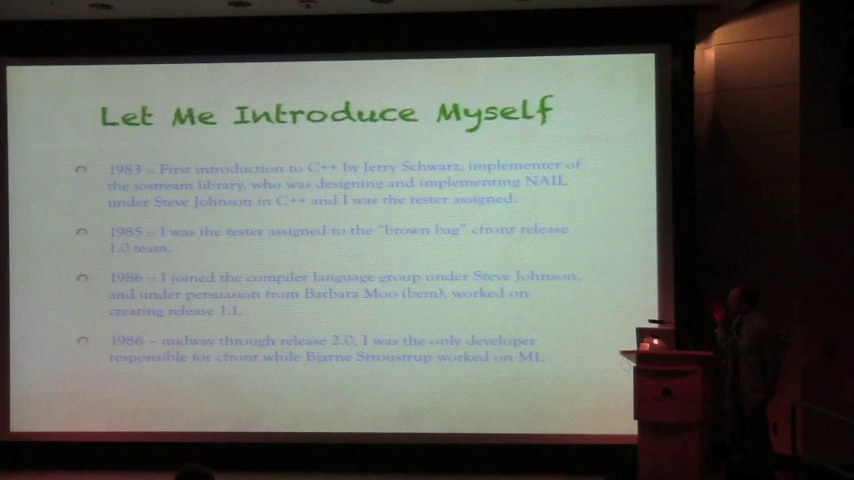 Let Me Introduce Myself
1983 :: First introduction to C++ by Jerry Schwarz, implementer of
the iostream library, who was designing and implementing NAIL
under Steve Johnson in C++ and I was the tester assigned.
1985 :: I was the tester assigned to the "brown bag" cfront release
1.0 team.
1986 :: I joined the compiler language group under Steve Johnson,
and under persuasion from Barbara Moo (bem), worked on
creating release 1.1.
1986 – midway through release 2.0, I was the only developer
responsible for cfront while Bjarne Stroustrup worked on MI.